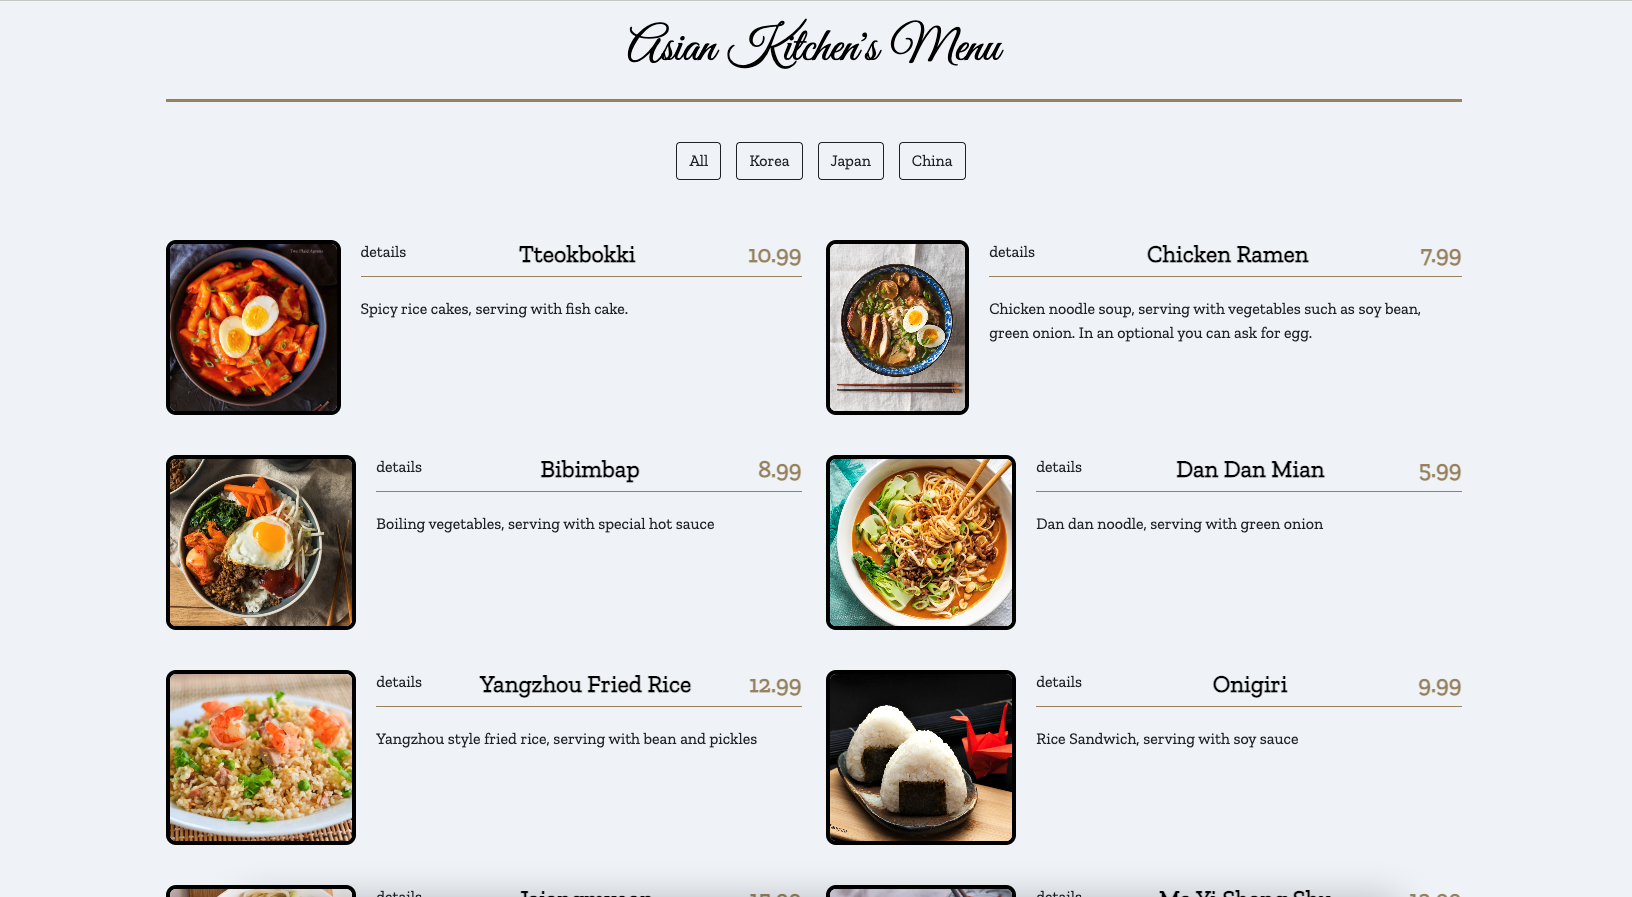 Asian Kitchen's Menu
All Korea Japan China
details Tteokbokki 10.99
Spicy rice cakes, serving with fish cake.
details Chicken Ramen 7.99
Chicken noodle soup, serving with vegetables such as soy bean,
green onion. In an optional you can ask for egg.
details Bibimbap 8.99
Boiling vegetables, serving with special hot sauce
details Dan Dan Mian 5.99
Dan dan noodle, serving with green onion
details Yangzhou Fried Rice 12.99
Yangzhou style fried rice, serving with bean and pickles
details Onigiri 9.99
Rice Sandwich, serving with soy sauce
details
details